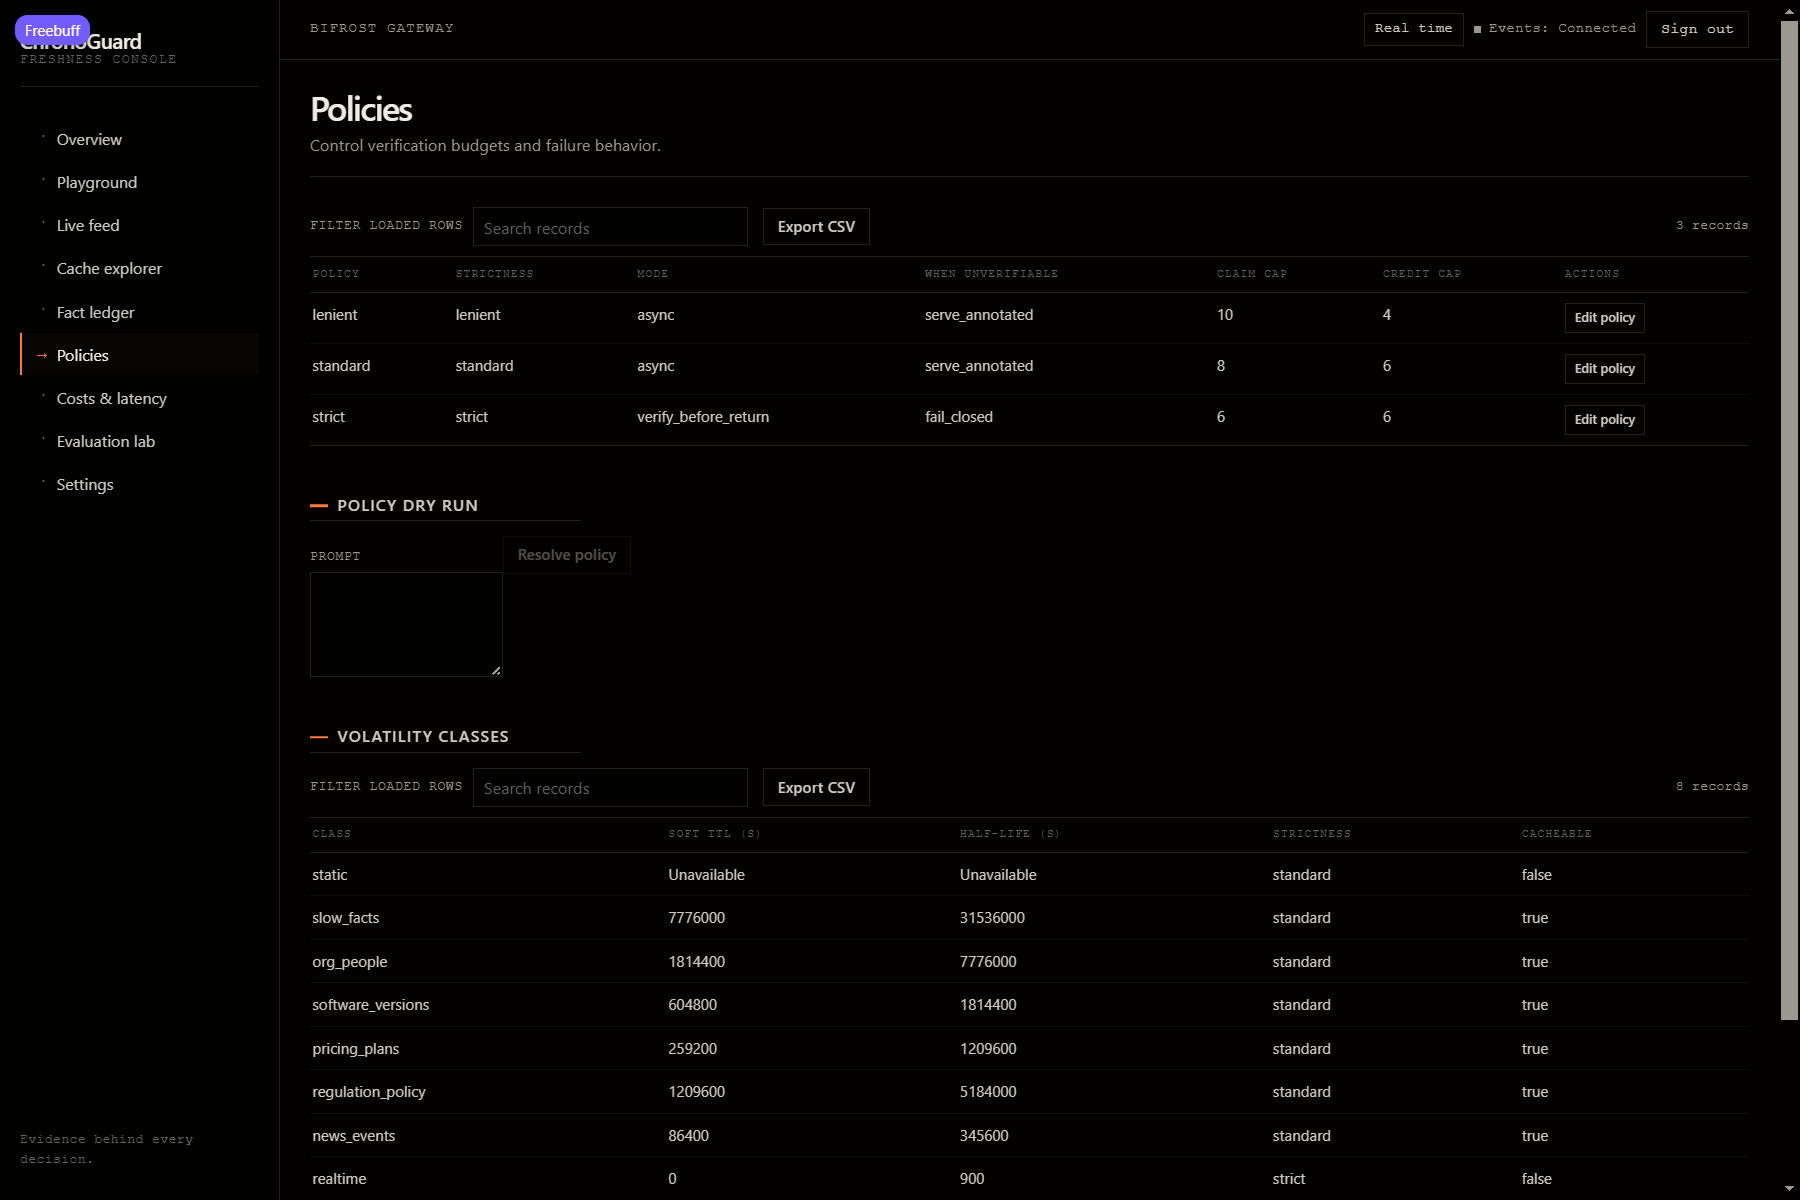 Freebuff
ChronoGuard
FRESHNESS CONSOLE
Overview
Playground
Live feed
Cache explorer
Fact ledger
→ Policies
Costs & latency
Evaluation lab
Settings
Evidence behind every
decision.
BIFROST GATEWAY
Real time
Events: Connected
Sign out
Policies
Control verification budgets and failure behavior.
FILTER LOADED ROWS Search records Export CSV 3 records
POLICY STRICTNESS MODE WHEN UNVERIFIABLE CLAIM CAP CREDIT CAP ACTIONS
lenient lenient async serve_annotated 10 4 Edit policy
standard standard async serve_annotated 8 6 Edit policy
strict strict verify_before_return fail_closed 6 6 Edit policy
POLICY DRY RUN
PROMPT Resolve policy
VOLATILITY CLASSES
FILTER LOADED ROWS Search records Export CSV 8 records
CLASS SOFT TTL (S) HALF-LIFE (S) STRICTNESS CACHEABLE
static Unavailable Unavailable standard false
slow_facts 7776000 31536000 standard true
org_people 1814400 7776000 standard true
software_versions 604800 1814400 standard true
pricing_plans 259200 1209600 standard true
regulation_policy 1209600 5184000 standard true
news_events 86400 345600 standard true
realtime 0 900 strict false